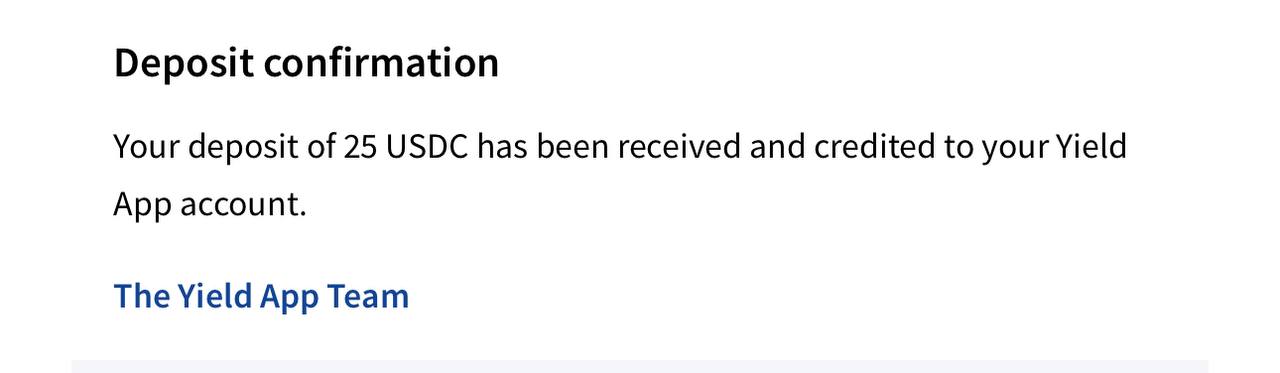 Deposit confirmation
Your deposit of 25 USDC has been received and credited to your Yield
App account.
The Yield App Team